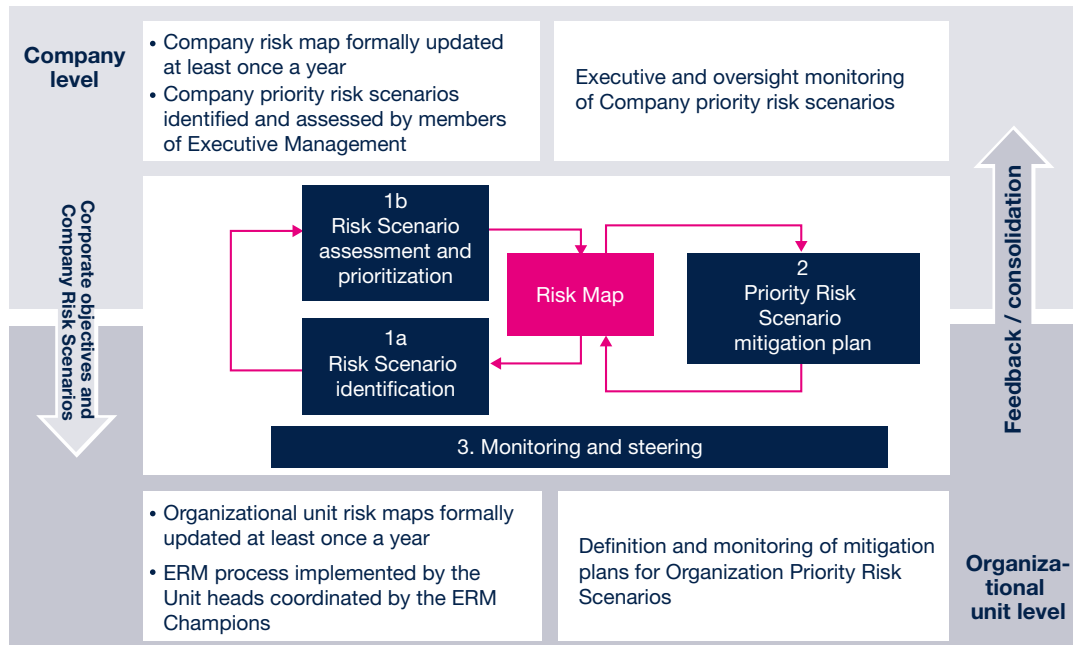 Company
level
• Company risk map formally updated
at least once a year
• Company priority risk scenarios
identified and assessed by members
of Executive Management
Executive and oversight monitoring
of Company priority risk scenarios
Corporate objectives and
Company Risk Scenarios
1b
Risk Scenario
assessment and
prioritization
Risk Map
2
Priority Risk
Scenario
mitigation plan
1a
Risk Scenario
identification
3. Monitoring and steering
Feedback / consolidation
• Organizational unit risk maps formally
updated at least once a year
• ERM process implemented by the
Unit heads coordinated by the ERM
Champions
Definition and monitoring of mitigation
plans for Organization Priority Risk
Scenarios
Organiza-
tional
unit level